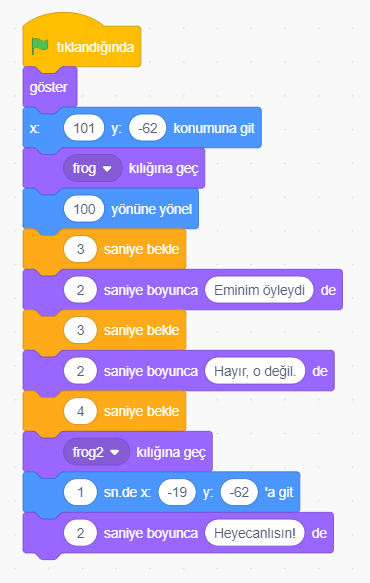 tıklandığında
göster
x: 101 y: -62 konumuna git
frog kılığına geç
100 yönüne yönel
3 saniye bekle
2 saniye boyunca Eminim öyleydi de
3 saniye bekle
2 saniye boyunca Hayır, o değil. de
4 saniye bekle
frog2 kılığına geç
1 sn.de x: -19 y: -62 'a git
2 saniye boyunca Heyecanlısın! de